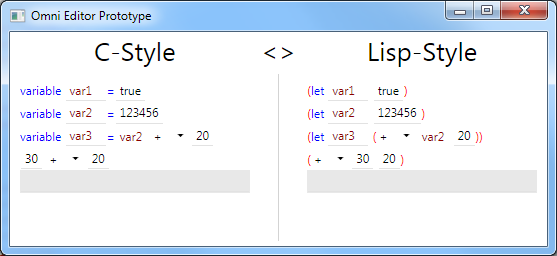 Omni Editor Prototype
C-Style <> Lisp-Style
variable var1 = true
variable var2 = 123456
variable var3 = var2 + 20
30 + 20
(let var1 true )
(let var2 123456 )
(let var3 ( + var2 20 ))
( + 30 20 )